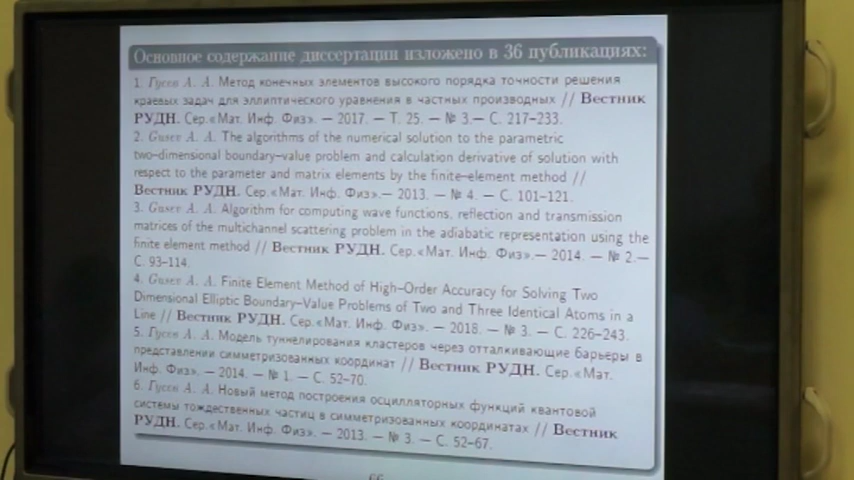 Основное содержание диссертации изложено в 36 публикациях:
1. Гусев А. А. Метод конечных элементов высокого порядка точности решения
краевых задач для эллиптического уравнения в частных производных // Вестник
РУДН. Сер.«Мат. Инф. Физ». — 2017. — Т. 25. — № 3.— С. 217–233.
2. Gusev A. A. The algorithms of the numerical solution to the parametric
two–dimensional boundary–value problem and calculation derivative of solution with
respect to the parameter and matrix elements by the finite–element method //
Вестник РУДН. Сер.«Мат. Инф. Физ».— 2013. — № 4. — С. 101–121.
3. Gusev A. A. Algorithm for computing wave functions, reflection and transmission
matrices of the multichannel scattering problem in the adiabatic representation using the
finite element method // Вестник РУДН. Сер.«Мат. Инф. Физ».— 2014. — № 2.—
С. 93–114.
4. Gusev A. A. Finite Element Method of High–Order Accuracy for Solving Two
Dimensional Elliptic Boundary–Value Problems of Two and Three Identical Atoms in a
Line // Вестник РУДН. Сер.«Мат. Инф. Физ». — 2018. — № 3. — С. 226–243.
5. Гусев А. А. Модель туннелирования кластеров через отталкивающие барьеры в
представлении симметризованных координат // Вестник РУДН. Сер.«Мат.
Инф. Физ». — 2014. — № 1. — С. 52–70.
6. Гусев А. А. Новый метод построения осцилляторных функций квантовой
системы тождественных частиц в симметризованных координатах // Вестник
РУДН. Сер.«Мат. Инф. Физ». — 2013. — № 3. — С. 52–67.